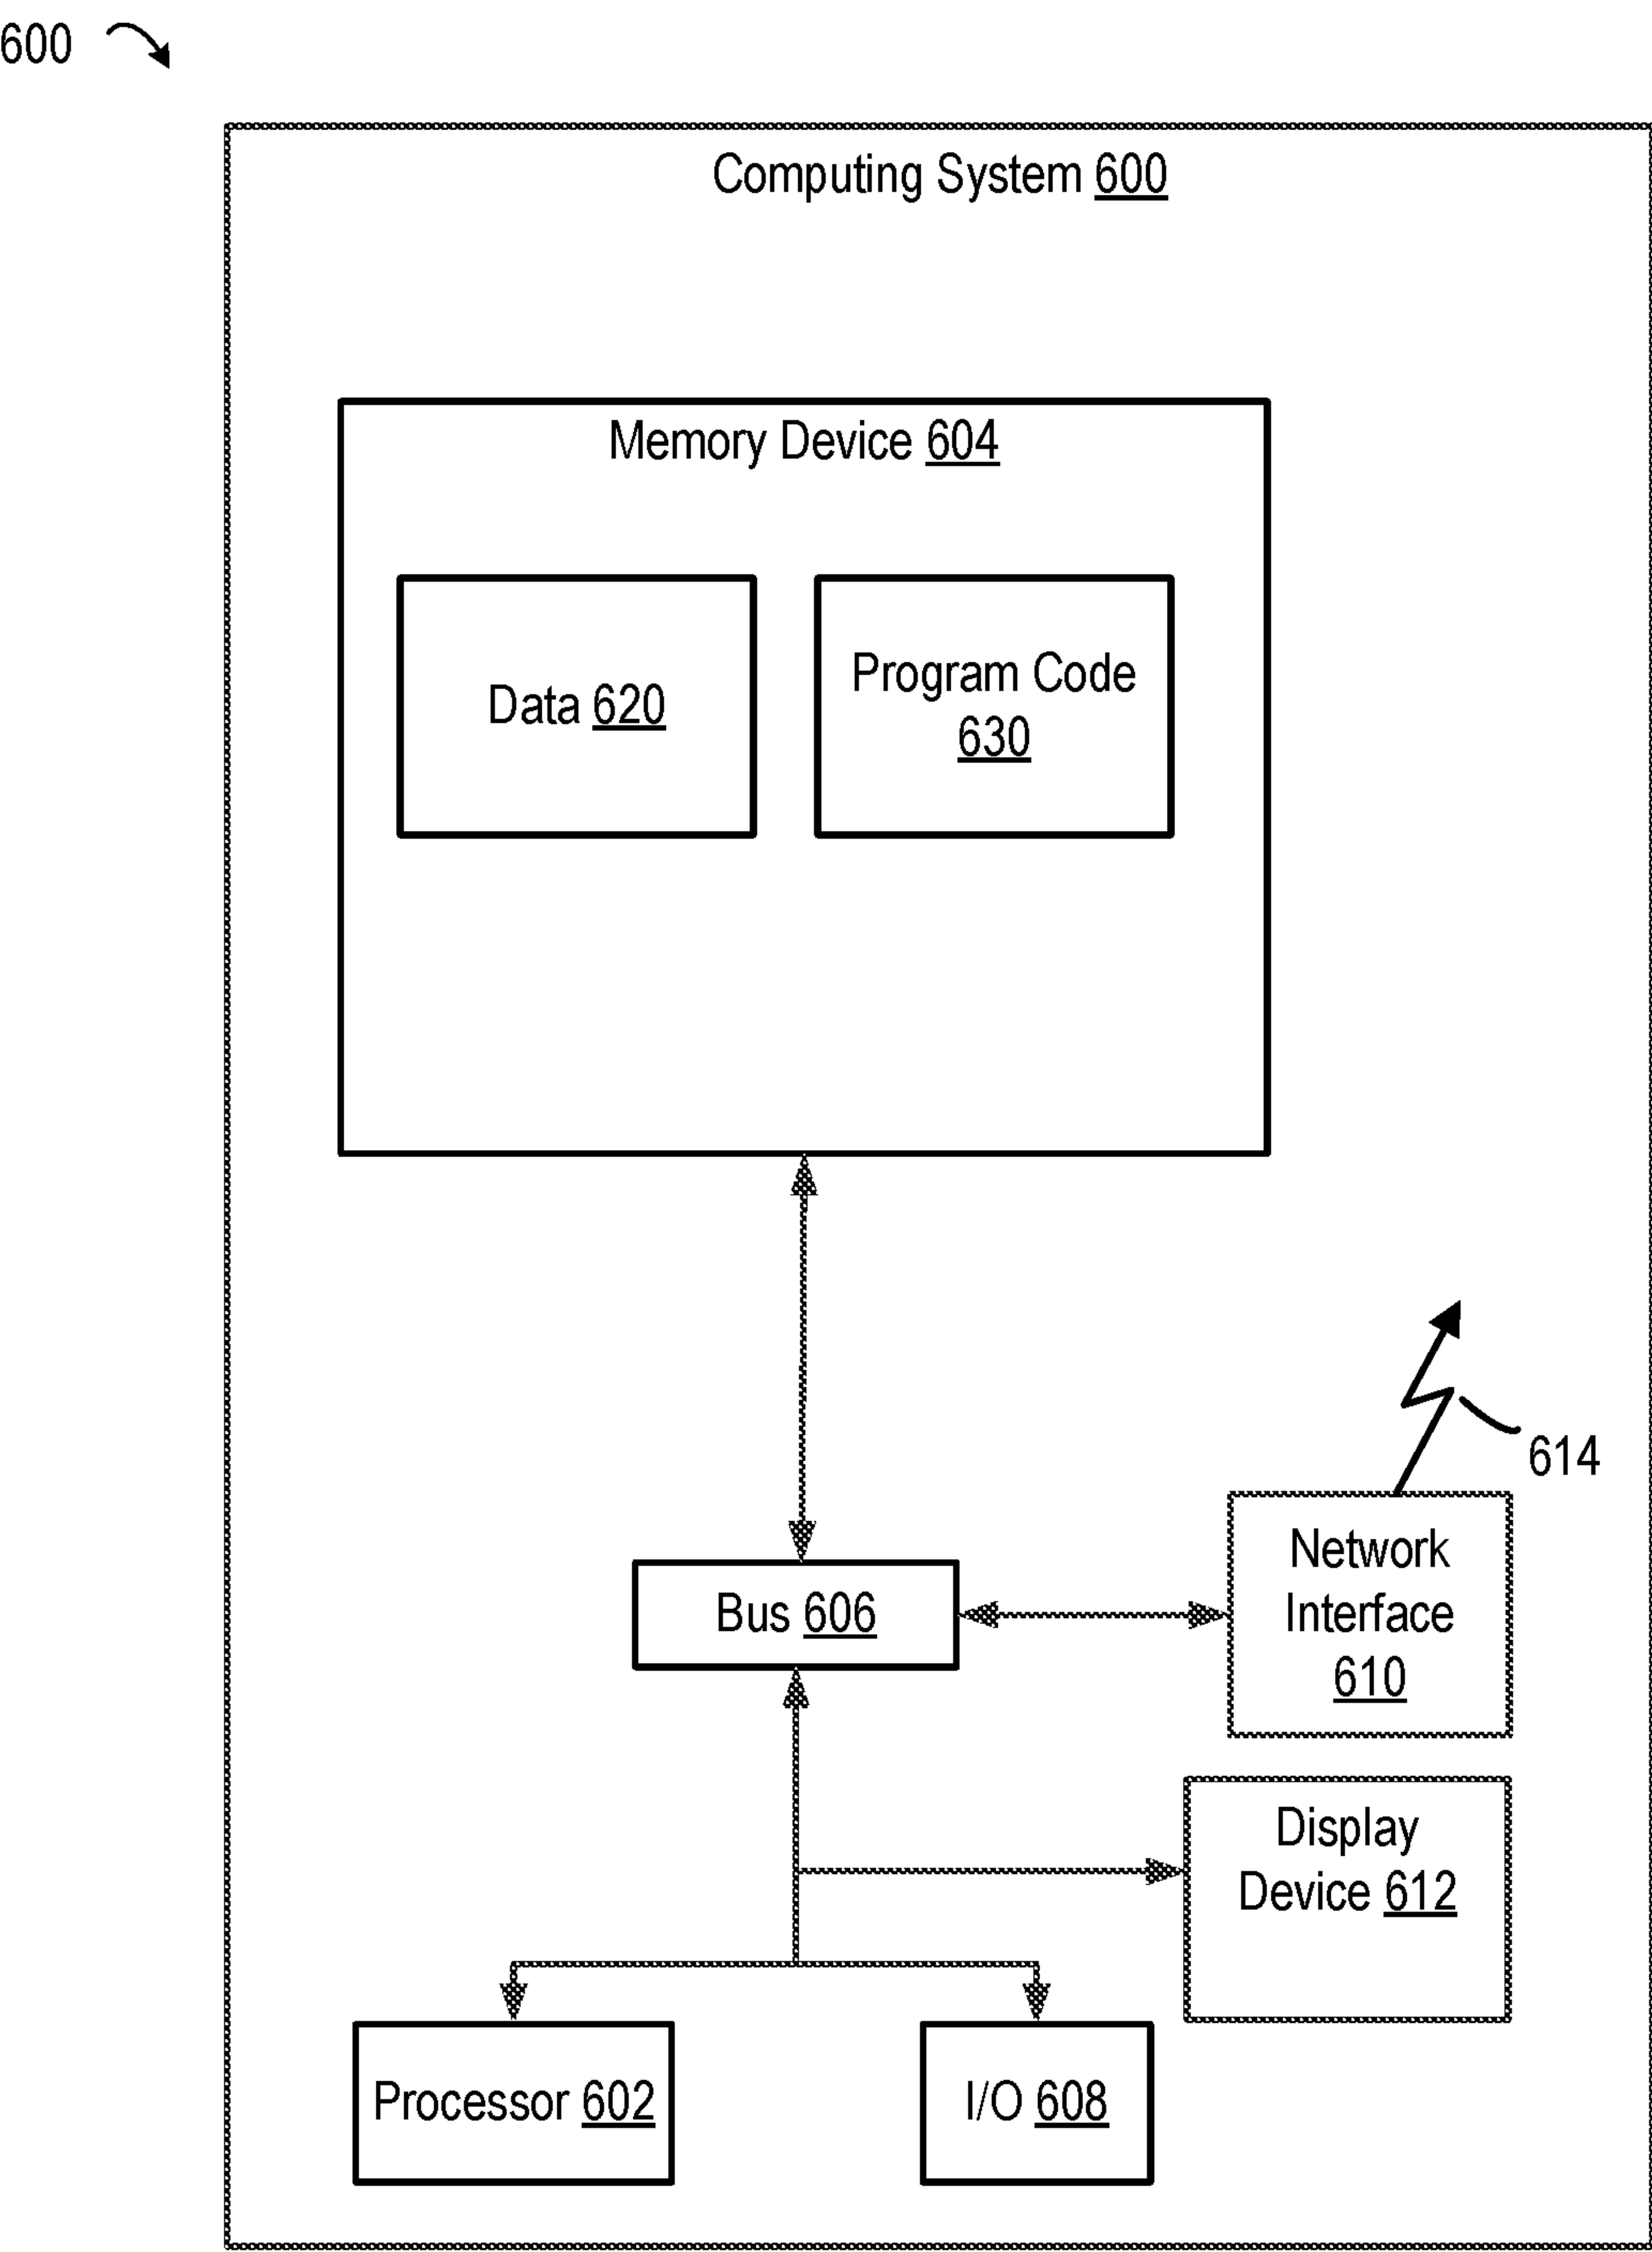 600
Computing System 600
Memory Device 604
Data 620
Program Code
630
614
Network
Interface
610
Bus 606
Display
Device 612
Processor 602
I/O 608